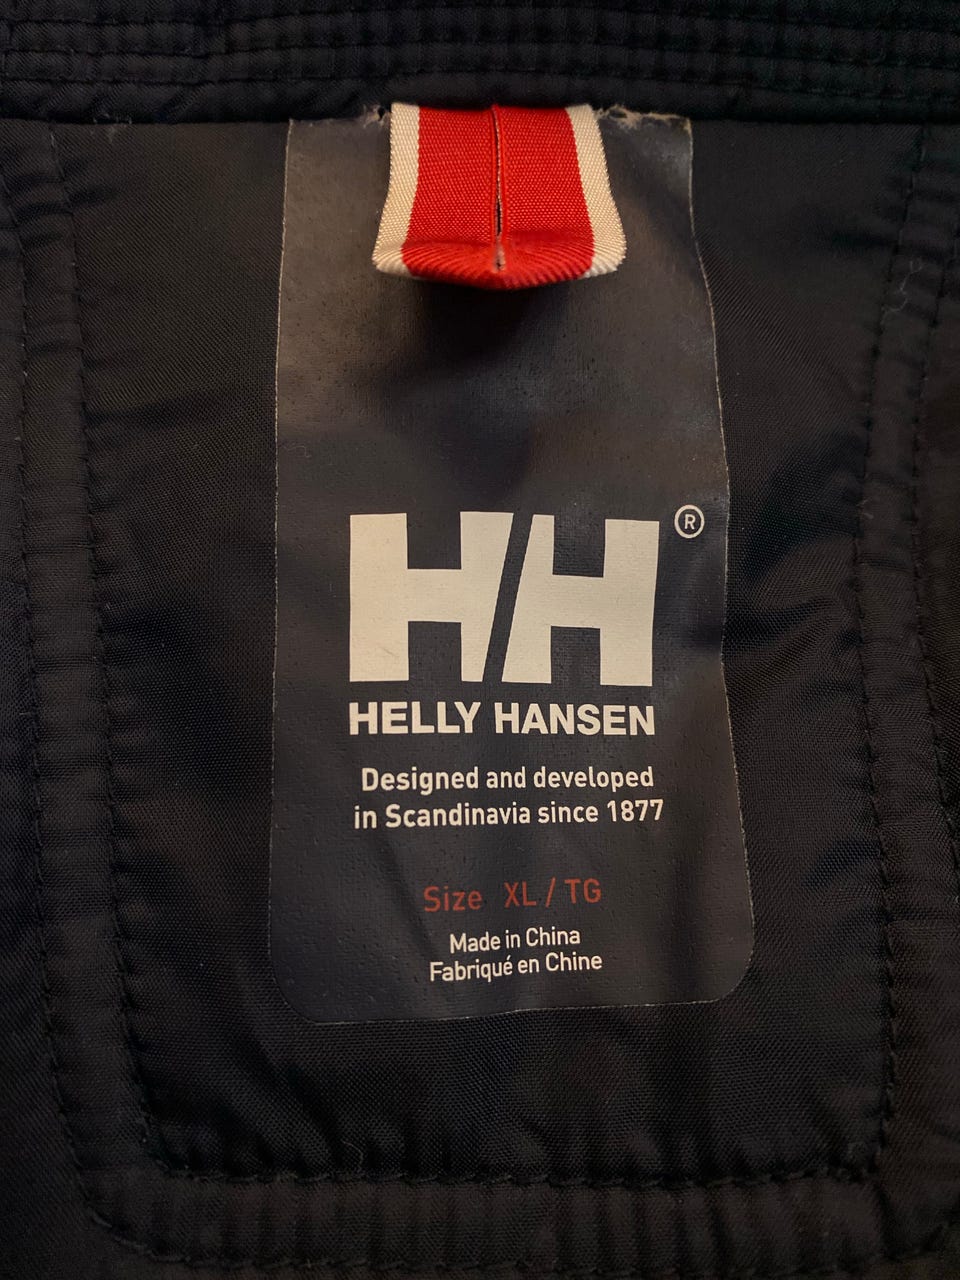 HH®
HELLY HANSEN
Designed and developed
in Scandinavia since 1877
Size XL / TG
Made in China
Fabriqué en Chine